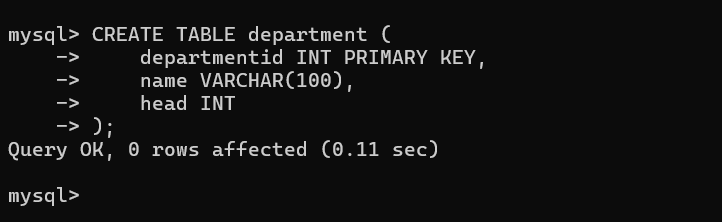 mysql> CREATE TABLE department (
    ->     departmentid INT PRIMARY KEY,
    ->     name VARCHAR(100),
    ->     head INT
    -> );
Query OK, 0 rows affected (0.11 sec)
mysql>